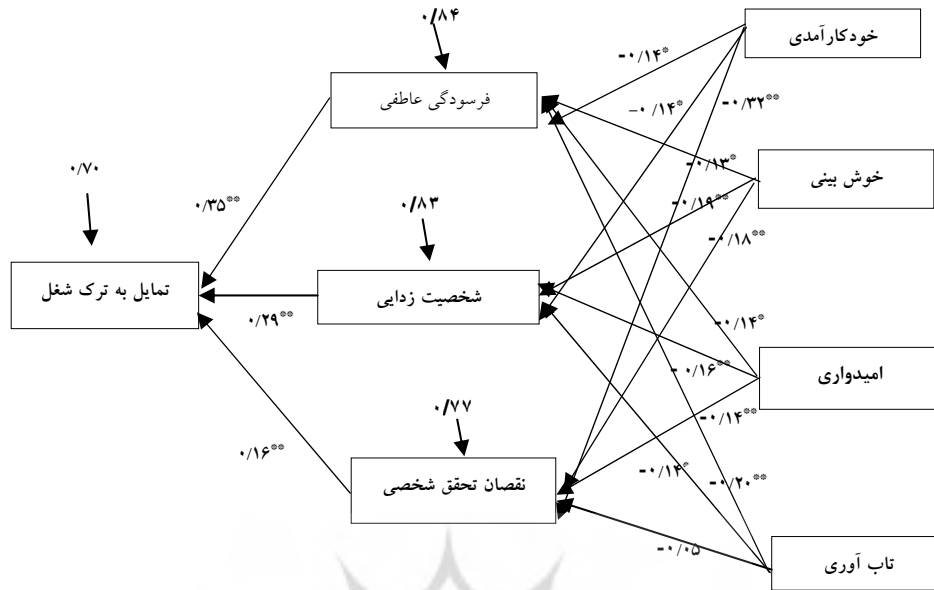 ۰/۸۴
خودکارآمدی
-۰/۱۴*
فرسودگی عاطفی
-۰/۱۴*
-۰/۳۲**
۰/۷۰
-۰/۱۳*
خوش بینی
۰/۳۵**
۰/۸۳
-۰/۱۹**
-۰/۱۸**
تمایل به ترک شغل
شخصیت زدایی
۰/۲۹**
-۰/۱۴*
-۰/۱۶**
امیدواری
۰/۷۷
-۰/۱۴**
۰/۱۶**
نقصان تحقق شخصی
-۰/۱۴*
-۰/۲۰**
-۰/۰۵
تاب آوری